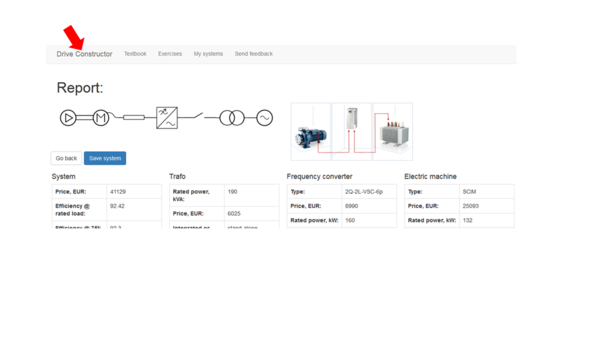 Drive Constructor Textbook Exercises My systems Send feedback
Report:
M
Go back Save system
System Trafo Frequency converter Electric machine
Price, EUR: 41129 Rated power, kVA: 190 Type: 2Q-2L-VSC-6p Type: SCIM
Efficiency @ rated load: 92.42 Price, EUR: 6025 Price, EUR: 6990 Price, EUR: 25093
Rated power, kW: 160 Rated power, kW: 132
Efficiency @ 75% 92.3 Integrated or stand-alone